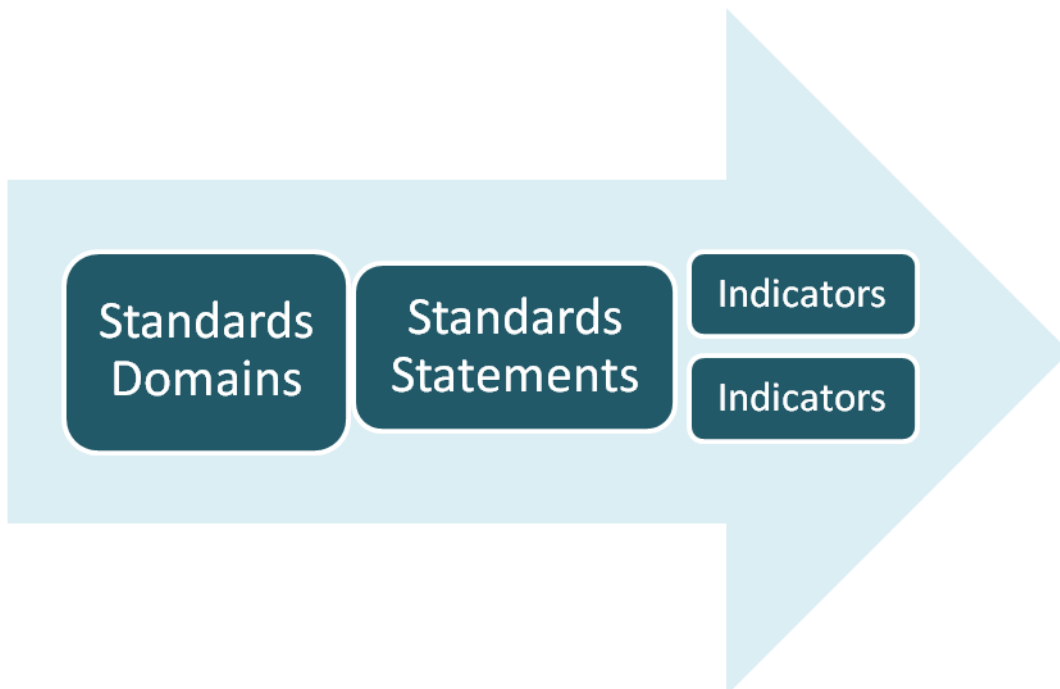 Standards
Domains
Standards
Statements
Indicators
Indicators